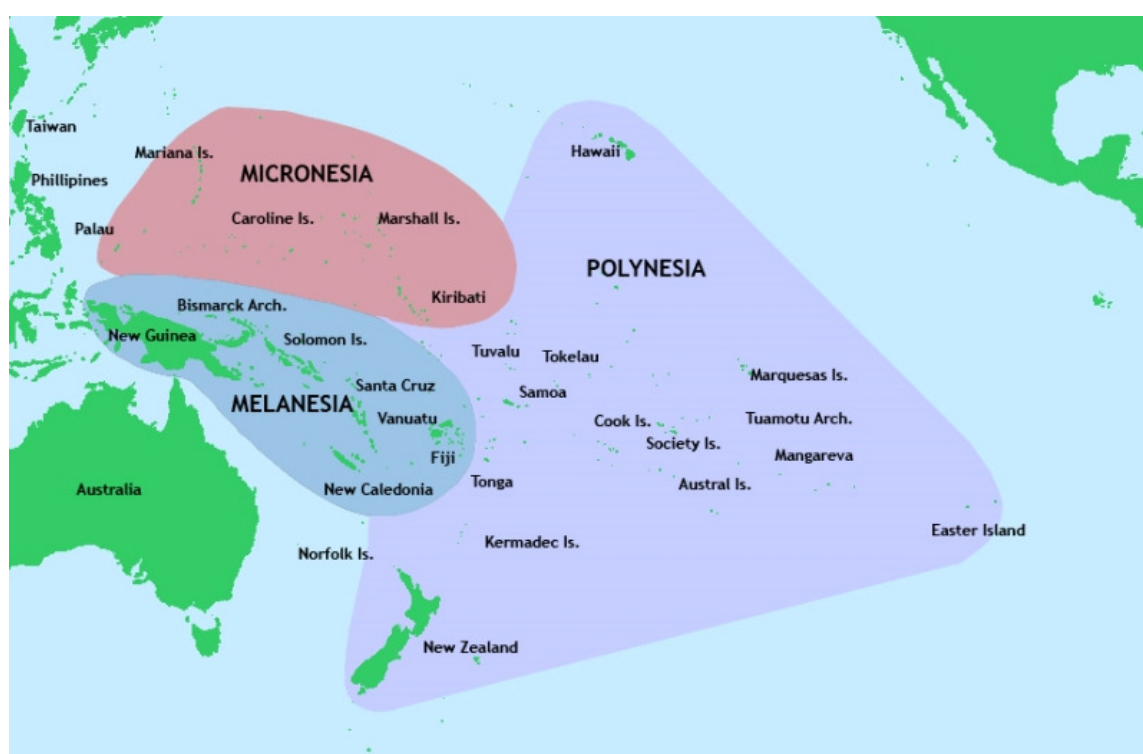 Taiwan
Mariana Is.
Hawaii
MICRONESIA
Phillipines
Caroline Is.
Marshall Is.
Palau
POLYNESIA
Kiribati
Bismarck Arch.
New Guinea
Solomon Is.
Tuvalu
Tokelau
Marquesas Is.
Santa Cruz
Samoa
MELANESIA
Vanuatu
Cook Is.
Tuamotu Arch.
Society Is.
Fiji
Mangareva
Tonga
Austral Is.
Australia
New Caledonia
Easter Island
Norfolk Is.
Kermadec Is.
New Zealand